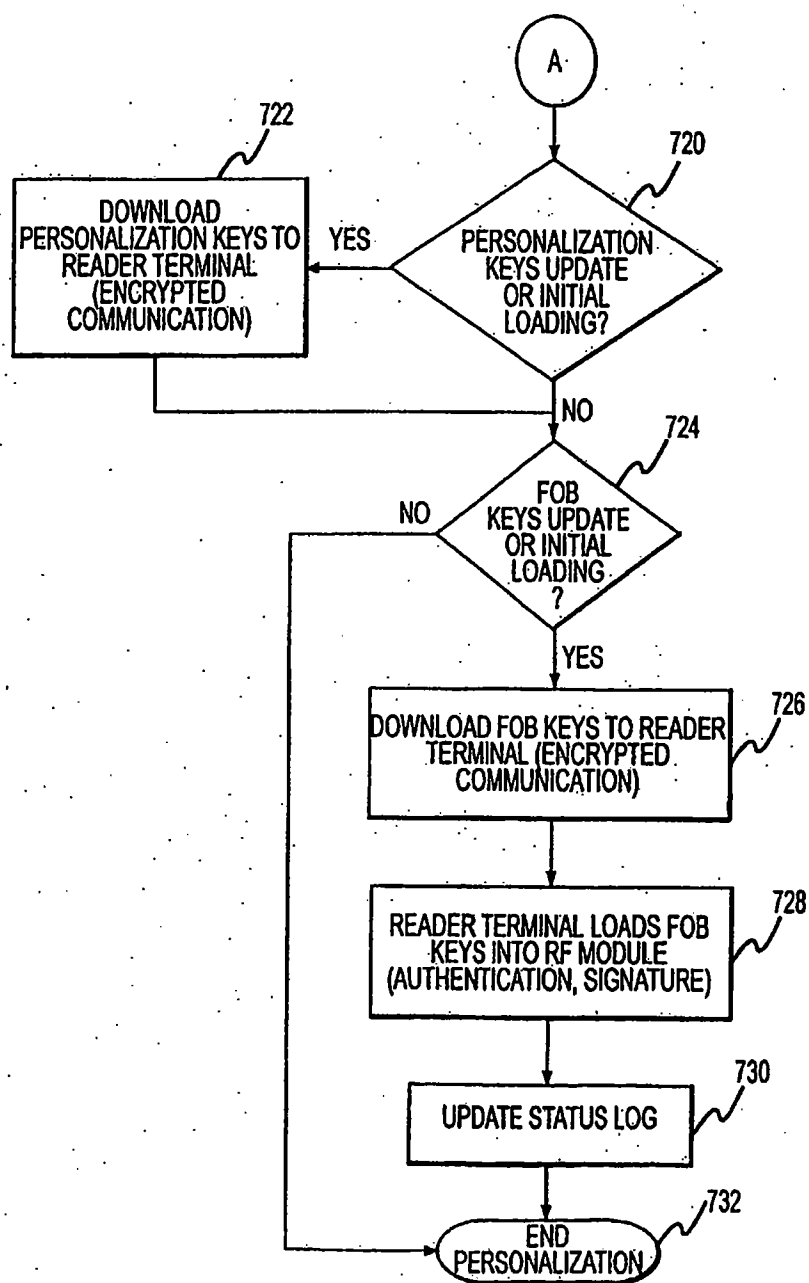 A
722
720
DOWNLOAD
PERSONALIZATION KEYS TO
READER TERMINAL
(ENCRYPTED
COMMUNICATION)
YES
PERSONALIZATION
KEYS UPDATE
OR INITIAL
LOADING?
NO
724
NO
FOB
KEYS UPDATE
OR INITIAL
LOADING
?
YES
726
DOWNLOAD FOB KEYS TO READER
TERMINAL (ENCRYPTED
COMMUNICATION)
728
READER TERMINAL LOADS FOB
KEYS INTO RF MODULE
(AUTHENTICATION, SIGNATURE)
730
UPDATE STATUS LOG
732
END
PERSONALIZATION